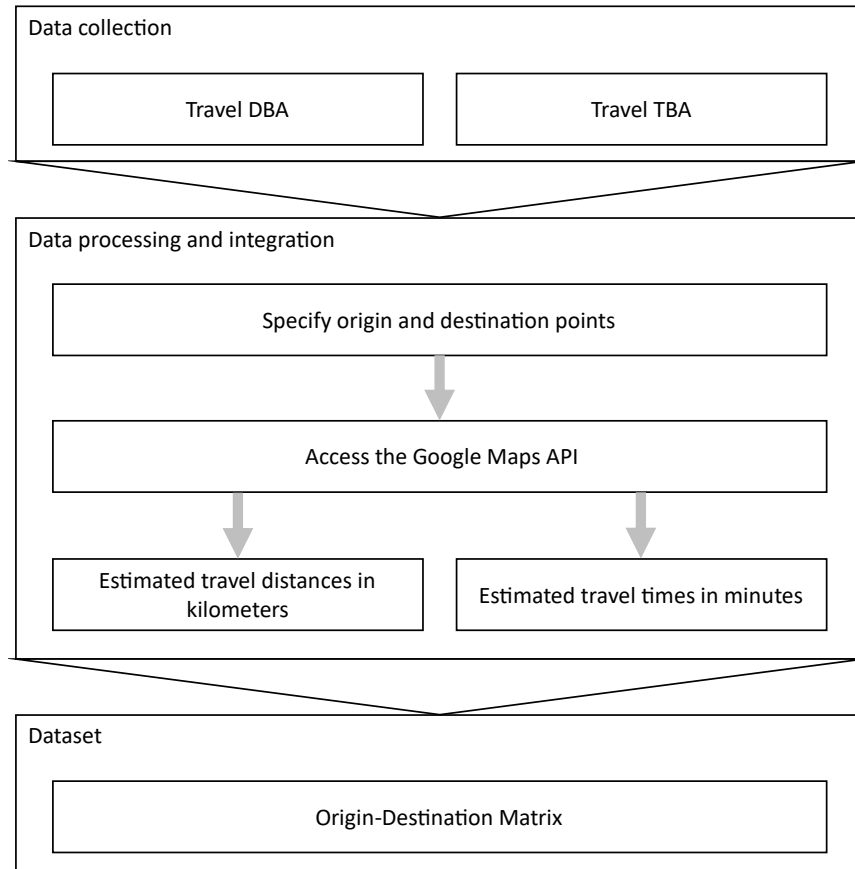 Data collection
Travel DBA
Travel TBA
Data processing and integration
Specify origin and destination points
Access the Google Maps API
Estimated travel distances in
kilometers
Estimated travel times in minutes
Dataset
Origin-Destination Matrix